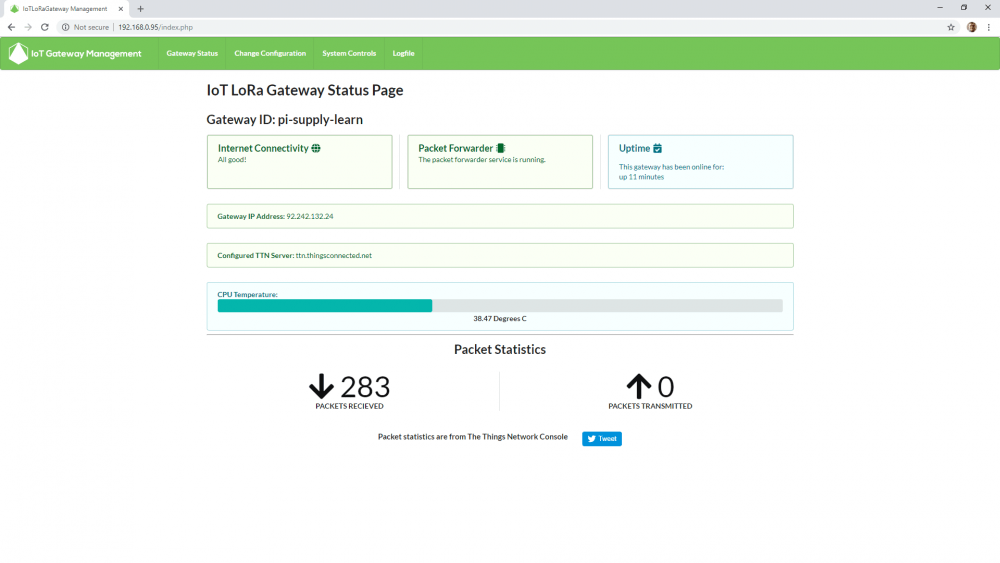 IoTLoRaGateway Management
Not secure | 192.168.0.95/index.php
IoT Gateway Management
Gateway Status
Change Configuration
System Controls
Logfile
IoT LoRa Gateway Status Page
Gateway ID: pi-supply-learn
Internet Connectivity
All good!
Packet Forwarder
The packet forwarder service is running.
Uptime
This gateway has been online for:
up 11 minutes
Gateway IP Address: 92.242.132.24
Configured TTN Server: ttn.thingsconnected.net
CPU Temperature:
38.47 Degrees C
Packet Statistics
283
PACKETS RECIEVED
0
PACKETS TRANSMITTED
Packet statistics are from The Things Network Console
Tweet